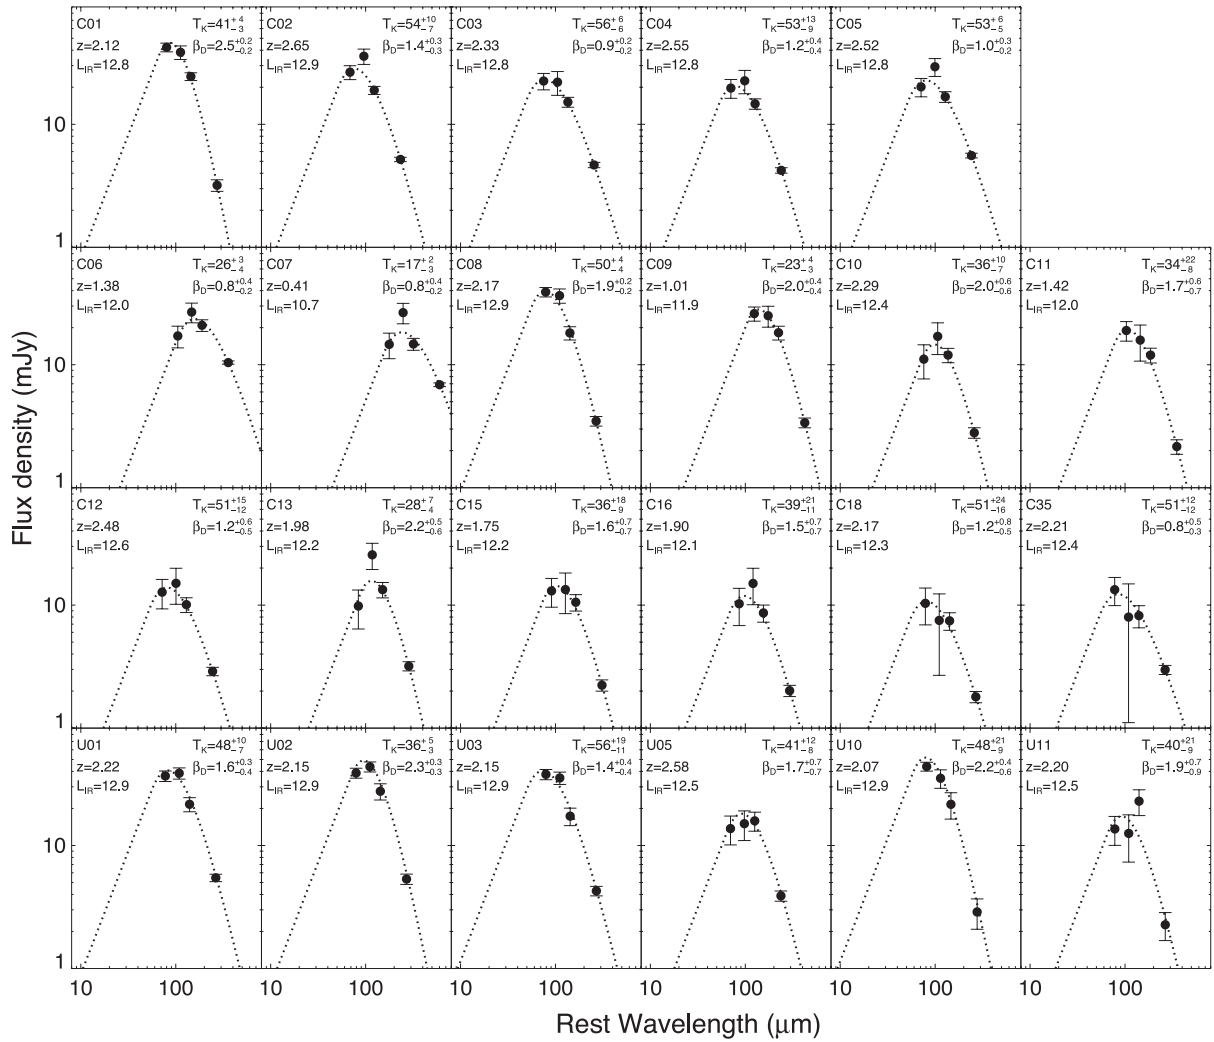 C01 T_K=41^{+4}_{-3}
z=2.12 β_D=2.5^{+0.2}_{-0.2}
L_IR=12.8
C02 T_K=54^{+10}_{-7}
z=2.65 β_D=1.4^{+0.2}_{-0.3}
L_IR=12.9
C03 T_K=56^{+6}_{-6}
z=2.33 β_D=0.9^{+0.2}_{-0.2}
L_IR=12.8
C04 T_K=53^{+13}_{-9}
z=2.55 β_D=1.2^{+0.4}_{-0.4}
L_IR=12.8
C05 T_K=53^{+6}_{-5}
z=2.52 β_D=1.0^{+0.3}_{-0.2}
L_IR=12.8
10
1
10 100
C06 T_K=26^{+3}_{-4}
z=1.38 β_D=0.8^{+0.4}_{-0.2}
L_IR=12.0
C07 T_K=17^{+2}_{-3}
z=0.41 β_D=0.8^{+0.4}_{-0.2}
L_IR=10.7
C08 T_K=50^{+4}_{-4}
z=2.17 β_D=1.9^{+0.2}_{-0.2}
L_IR=12.9
C09 T_K=23^{+4}_{-3}
z=1.01 β_D=2.0^{+0.4}_{-0.4}
L_IR=11.9
C10 T_K=36^{+10}_{-7}
z=2.29 β_D=2.0^{+0.6}_{-0.6}
L_IR=12.4
C11 T_K=34^{+22}_{-8}
z=1.42 β_D=1.7^{+0.6}_{-0.7}
L_IR=12.0
10
1
C12 T_K=51^{+15}_{-12}
z=2.48 β_D=1.2^{+0.6}_{-0.5}
L_IR=12.6
C13 T_K=28^{+7}_{-4}
z=1.98 β_D=2.2^{+0.5}_{-0.6}
L_IR=12.2
C15 T_K=36^{+18}_{-9}
z=1.75 β_D=1.6^{+0.7}_{-0.7}
L_IR=12.2
C16 T_K=39^{+21}_{-11}
z=1.90 β_D=1.5^{+0.7}_{-0.7}
L_IR=12.1
C18 T_K=51^{+24}_{-16}
z=2.17 β_D=1.2^{+0.8}_{-0.5}
L_IR=12.3
C35 T_K=51^{+12}_{-12}
z=2.21 β_D=0.8^{+0.5}_{-0.3}
L_IR=12.4
10
1
U01 T_K=48^{+10}_{-7}
z=2.22 β_D=1.6^{+0.3}_{-0.4}
L_IR=12.9
U02 T_K=36^{+5}_{-3}
z=2.15 β_D=2.3^{+0.3}_{-0.3}
L_IR=12.9
U03 T_K=56^{+19}_{-11}
z=2.15 β_D=1.4^{+0.4}_{-0.4}
L_IR=12.9
U05 T_K=41^{+12}_{-8}
z=2.58 β_D=1.7^{+0.7}_{-0.7}
L_IR=12.5
U10 T_K=48^{+21}_{-9}
z=2.07 β_D=2.2^{+0.4}_{-0.6}
L_IR=12.9
U11 T_K=40^{+21}_{-9}
z=2.20 β_D=1.9^{+0.7}_{-0.9}
L_IR=12.5
10
1
10 100 10 100 10 100 10 100 10 100 10 100
Flux density (mJy)
Rest Wavelength (μm)